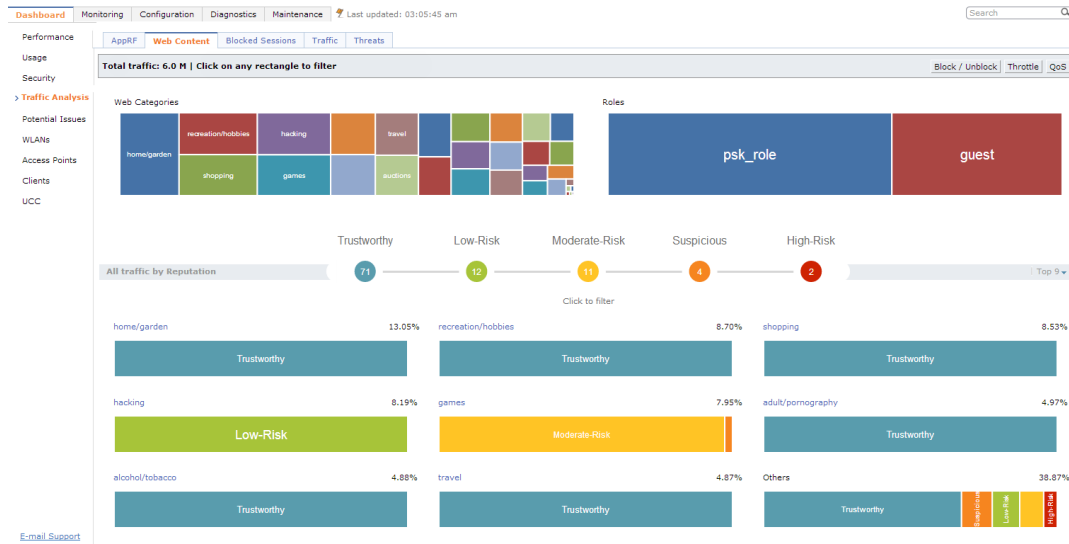 Dashboard Monitoring Configuration Diagnostics Maintenance Last updated: 03:05:45 am Search
Performance
Usage
Security
Traffic Analysis
Potential Issues
WLANs
Access Points
Clients
UCC
E-mail Support
AppRF Web Content Blocked Sessions Traffic Threats
Total traffic: 6.0 M | Click on any rectangle to filter Block / Unblock Throttle QoS
Web Categories
home/garden
recreation/hobbies hacking travel
shopping games auctions
Roles
psk_role guest
Trustworthy Low-Risk Moderate-Risk Suspicious High-Risk
All traffic by Reputation 71 12 11 4 2 Top 9
Click to filter
home/garden 13.05% recreation/hobbies 8.70% shopping 8.53%
Trustworthy Trustworthy Trustworthy
hacking 8.19% games 7.95% adult/pornography 4.97%
Low-Risk Moderate-Risk Trustworthy
alcohol/tobacco 4.88% travel 4.87% Others 38.87%
Trustworthy Trustworthy Trustworthy Suspicious Low-Risk High-Risk